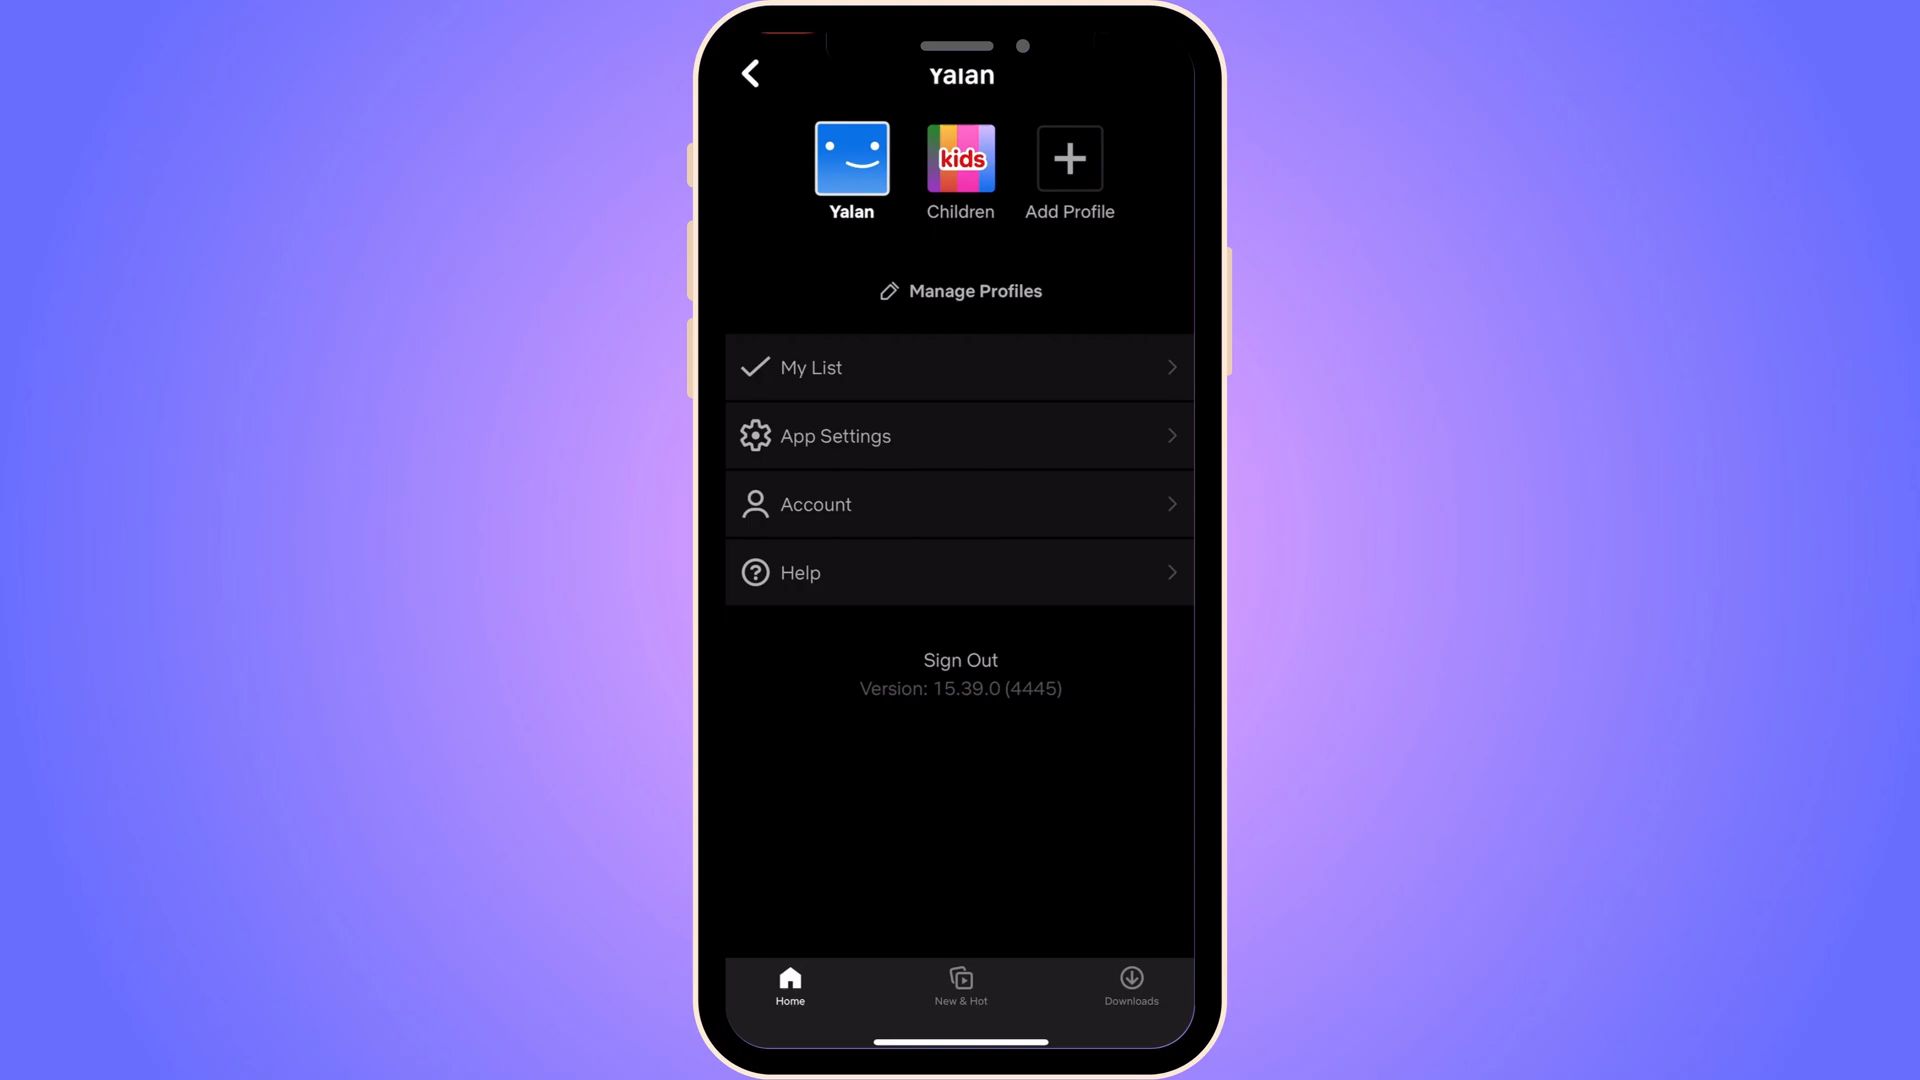 Yalan
kids
Yalan
Children
Add Profile
Manage Profiles
My List
App Settings
Account
Help
Sign Out
Version: 15.39.0 (4445)
Home
New & Hot
Downloads